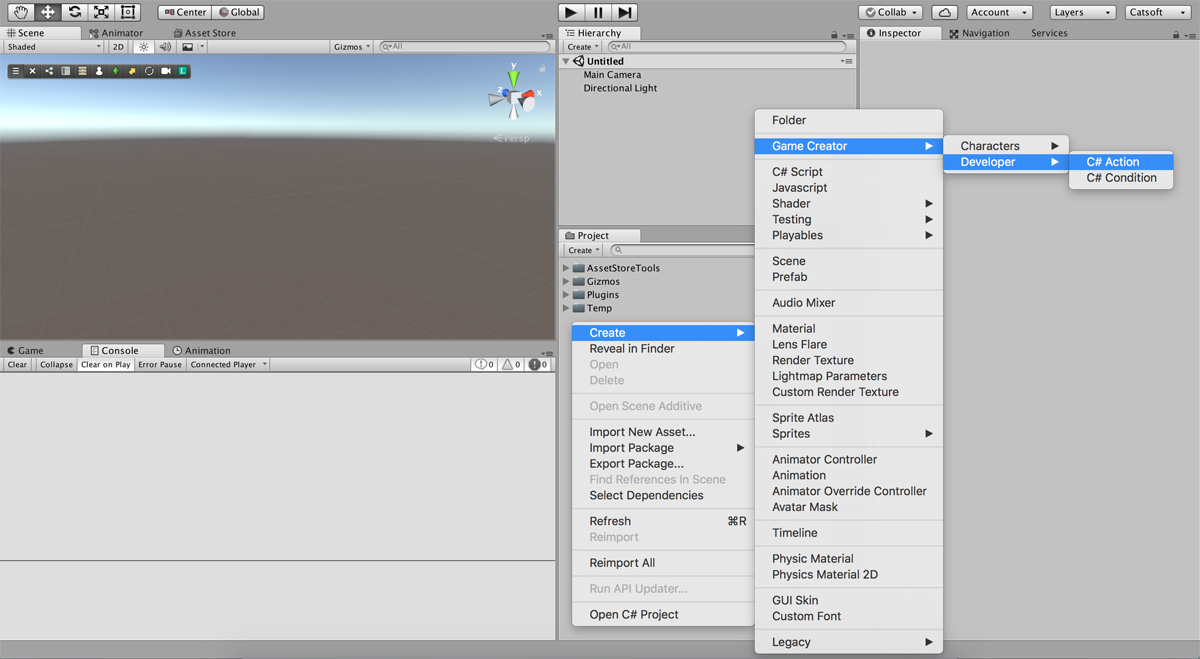 Center Global Collab Account Layers Catsoft
Scene Animator Asset Store
Shaded 2D Gizmos All
y
z x
Persp
Hierarchy
Create All
Untitled
Main Camera
Directional Light
Inspector Navigation Services
Project
Create
AssetStoreTools
Gizmos
Plugins
Temp
Game Console Animation
Clear Collapse Clear on Play Error Pause Connected Player 0 0 0
Create
Reveal in Finder
Open
Delete
Open Scene Additive
Import New Asset...
Import Package
Export Package...
Find References In Scene
Select Dependencies
Refresh ⌘R
Reimport
Reimport All
Run API Updater...
Open C# Project
Folder
Game Creator
C# Script
Javascript
Shader
Testing
Playables
Scene
Prefab
Audio Mixer
Material
Lens Flare
Render Texture
Lightmap Parameters
Custom Render Texture
Sprite Atlas
Sprites
Animator Controller
Animation
Animator Override Controller
Avatar Mask
Timeline
Physic Material
Physics Material 2D
GUI Skin
Custom Font
Legacy
Characters
Developer
C# Action
C# Condition